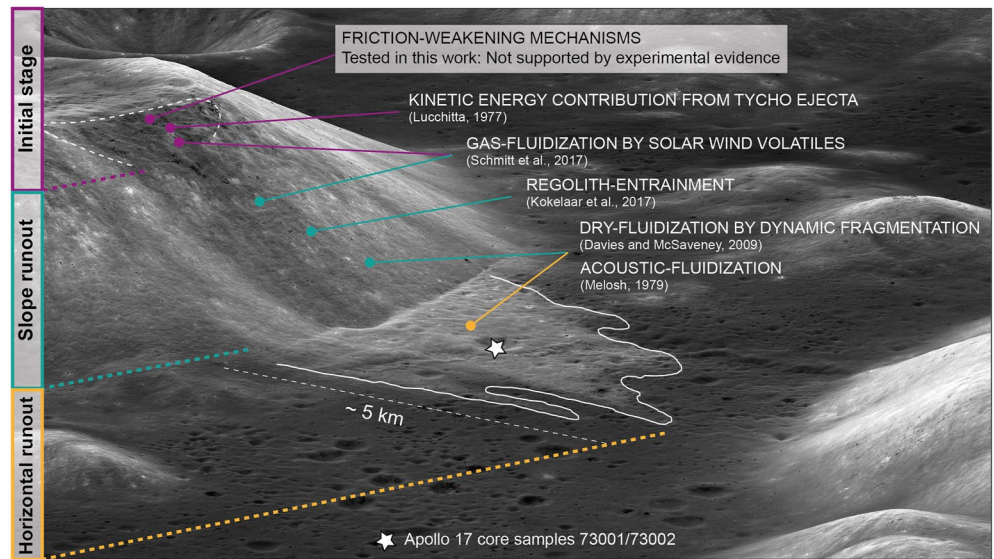 Initial stage
Slope runout
Horizontal runout
FRICTION-WEAKENING MECHANISMS
Tested in this work: Not supported by experimental evidence
KINETIC ENERGY CONTRIBUTION FROM TYCHO EJECTA
(Lucchitta, 1977)
GAS-FLUIDIZATION BY SOLAR WIND VOLATILES
(Schmitt et al., 2017)
REGOLITH-ENTRAINMENT
(Kokelaar et al., 2017)
DRY-FLUIDIZATION BY DYNAMIC FRAGMENTATION
(Davies and McSaveney, 2009)
ACOUSTIC-FLUIDIZATION
(Melosh, 1979)
~ 5 km
Apollo 17 core samples 73001/73002